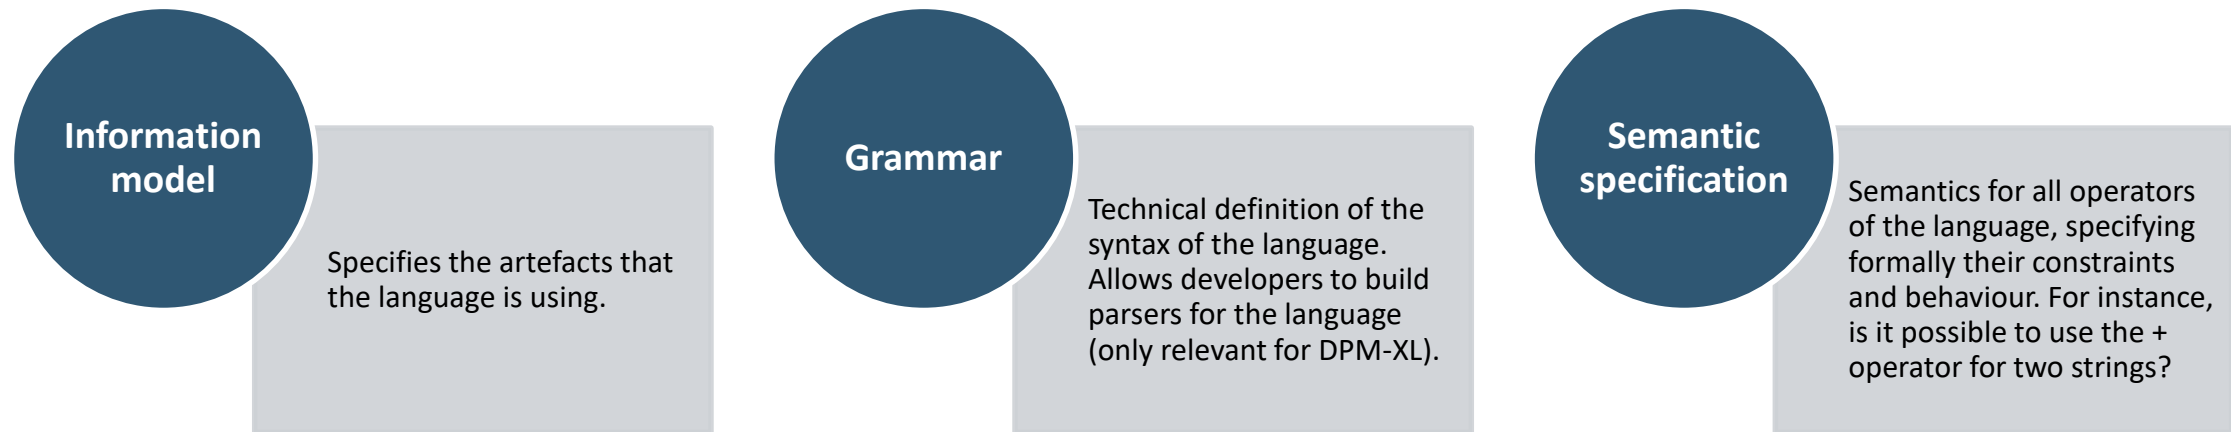 Information
model
Specifies the artefacts that
the language is using.
Grammar
Technical definition of the
syntax of the language.
Allows developers to build
parsers for the language
(only relevant for DPM-XL).
Semantic
specification
Semantics for all operators
of the language, specifying
formally their constraints
and behaviour. For instance,
is it possible to use the +
operator for two strings?